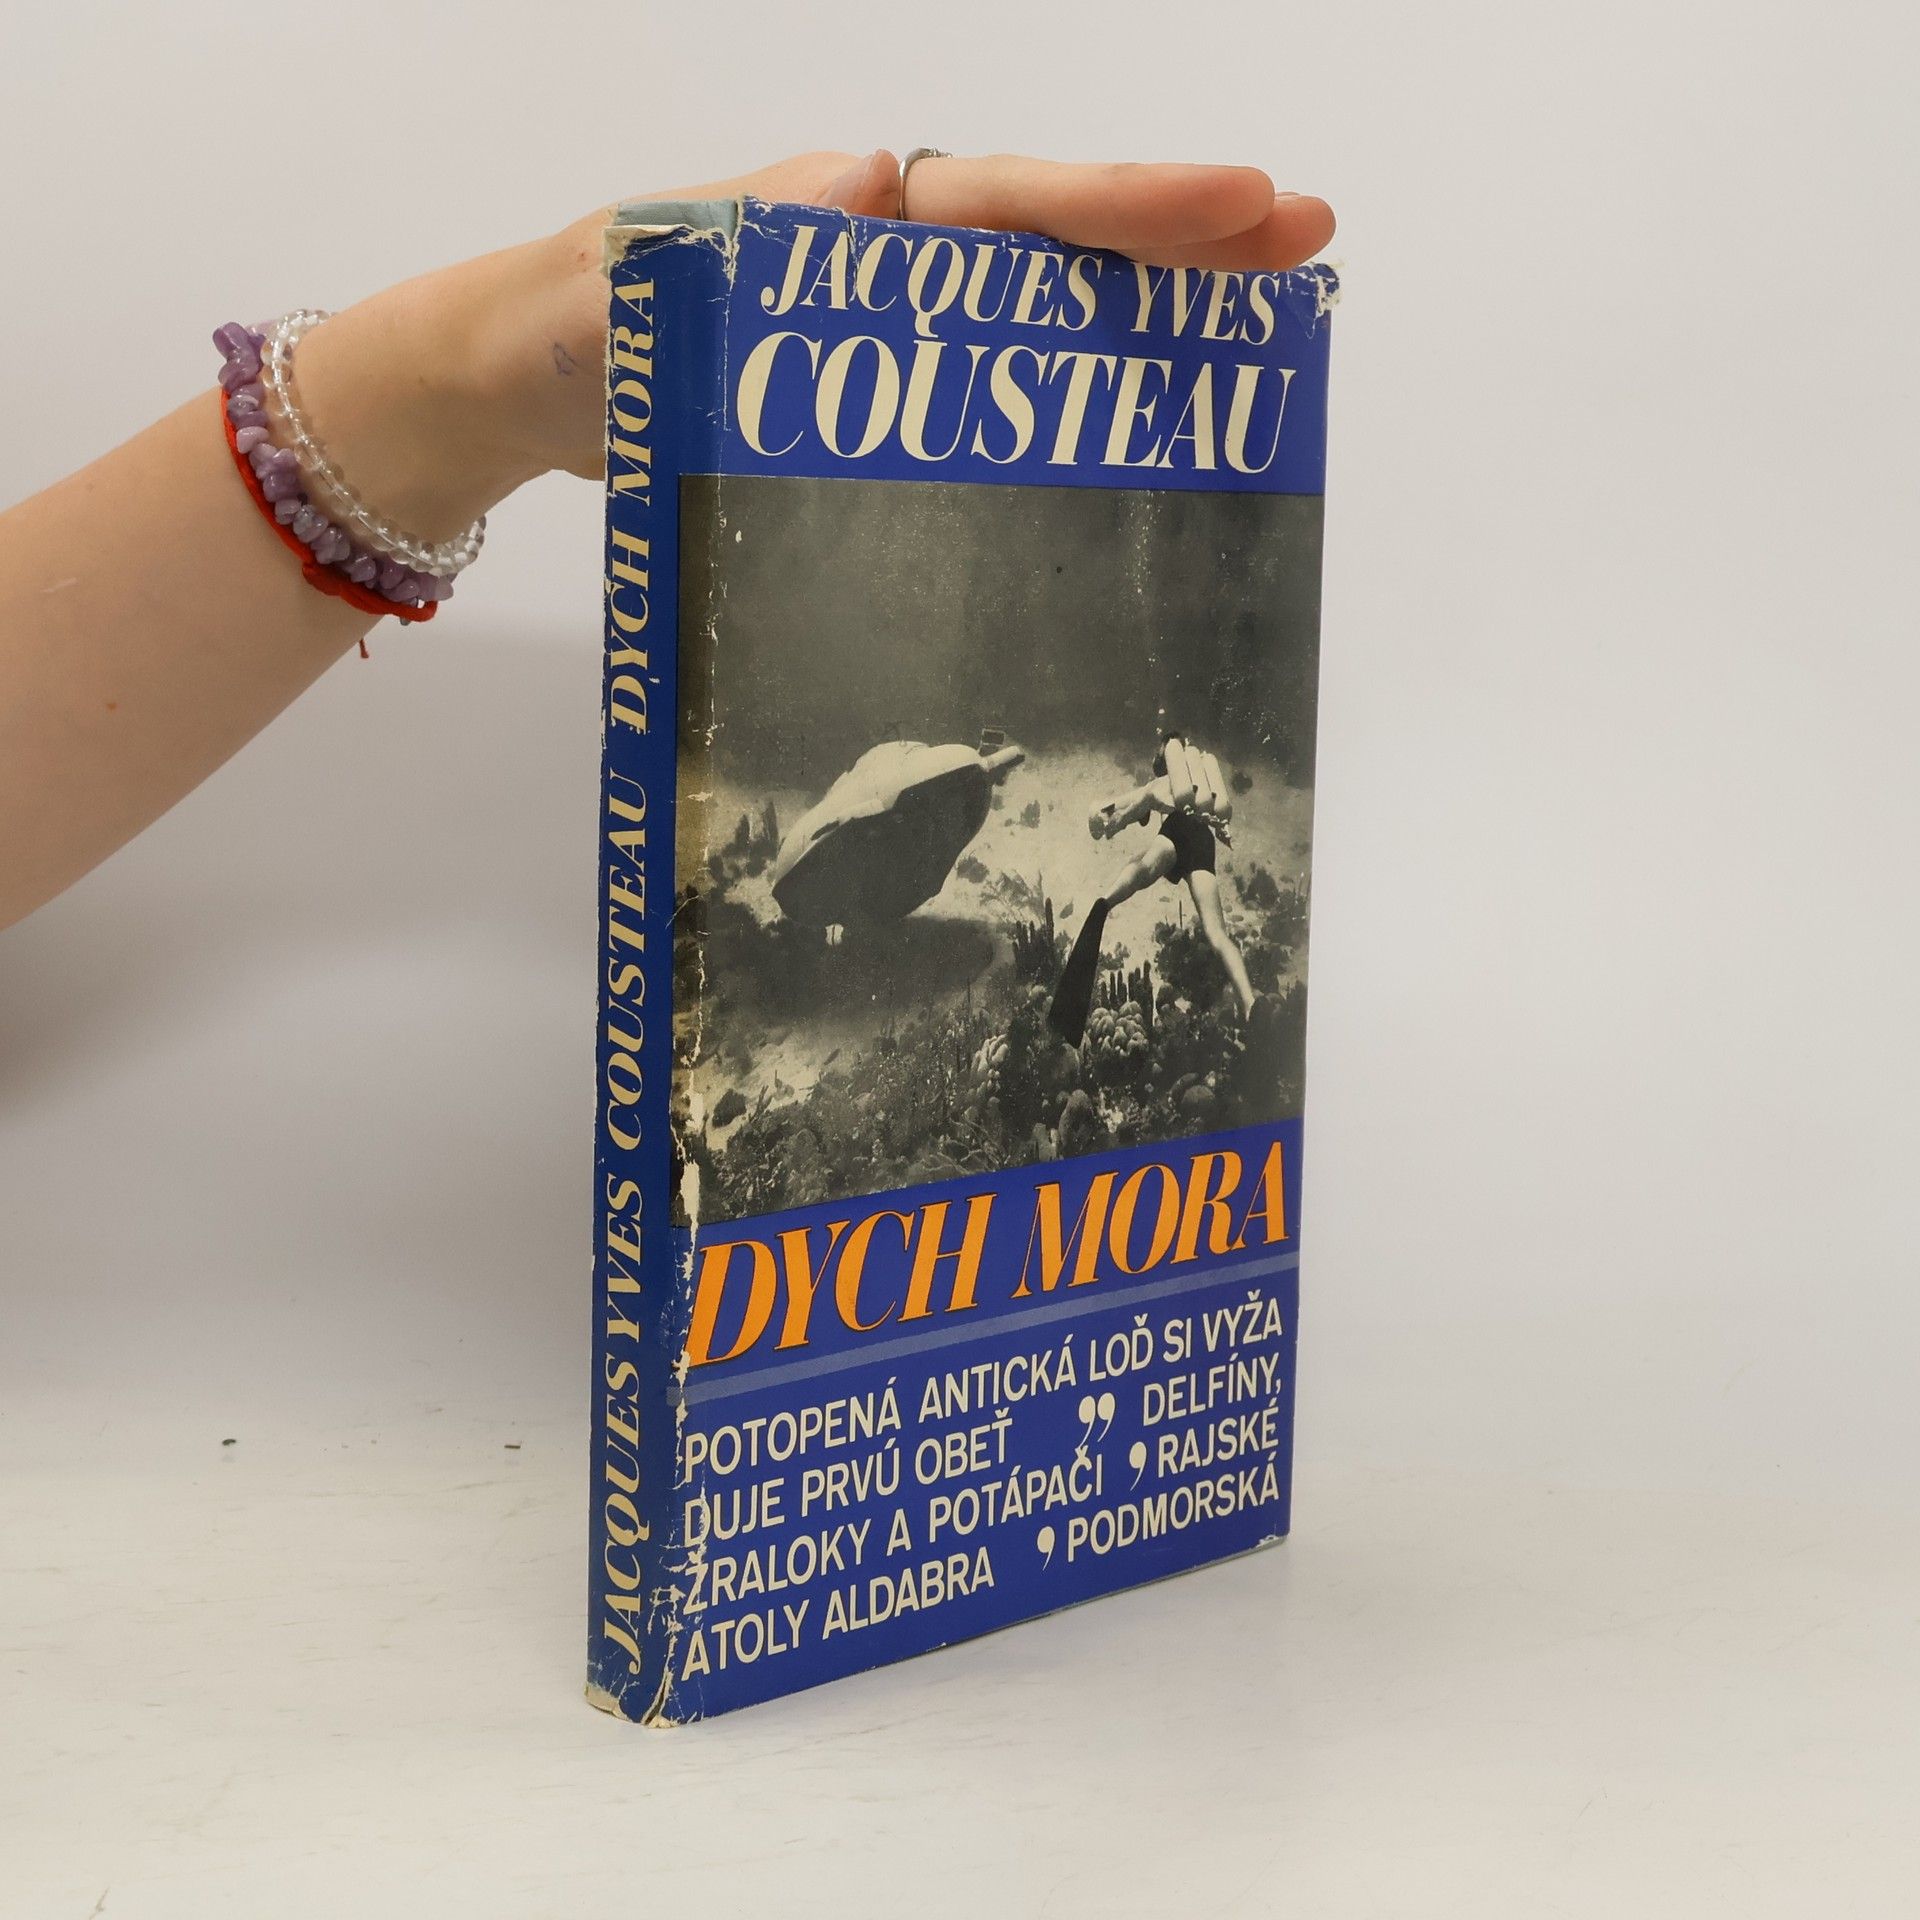 JACQUES YVES COUSTEAU DYCH MORA
JACQUES YVES
COUSTEAU
DYCH MORA
POTOPENÁ ANTICKÁ LOĎ SI VYŽA
DUJE PRVÚ OBEŤ ,, DELFÍNY,
ŽRALOKY A POTÁPAČI , RAJSKÉ
ATOLY ALDABRA , PODMORSKÁ